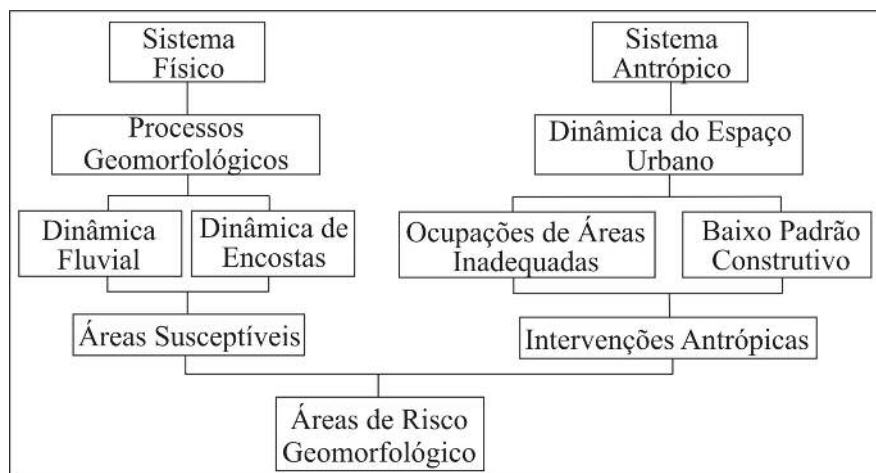 Sistema
Físico
Sistema
Antrópico
Processos
Geomorfológicos
Dinâmica do Espaço
Urbano
Dinâmica
Fluvial
Dinâmica de
Encostas
Ocupações de Áreas
Inadequadas
Baixo Padrão
Construtivo
Áreas Susceptíveis
Intervenções Antrópicas
Áreas de Risco
Geomorfológico